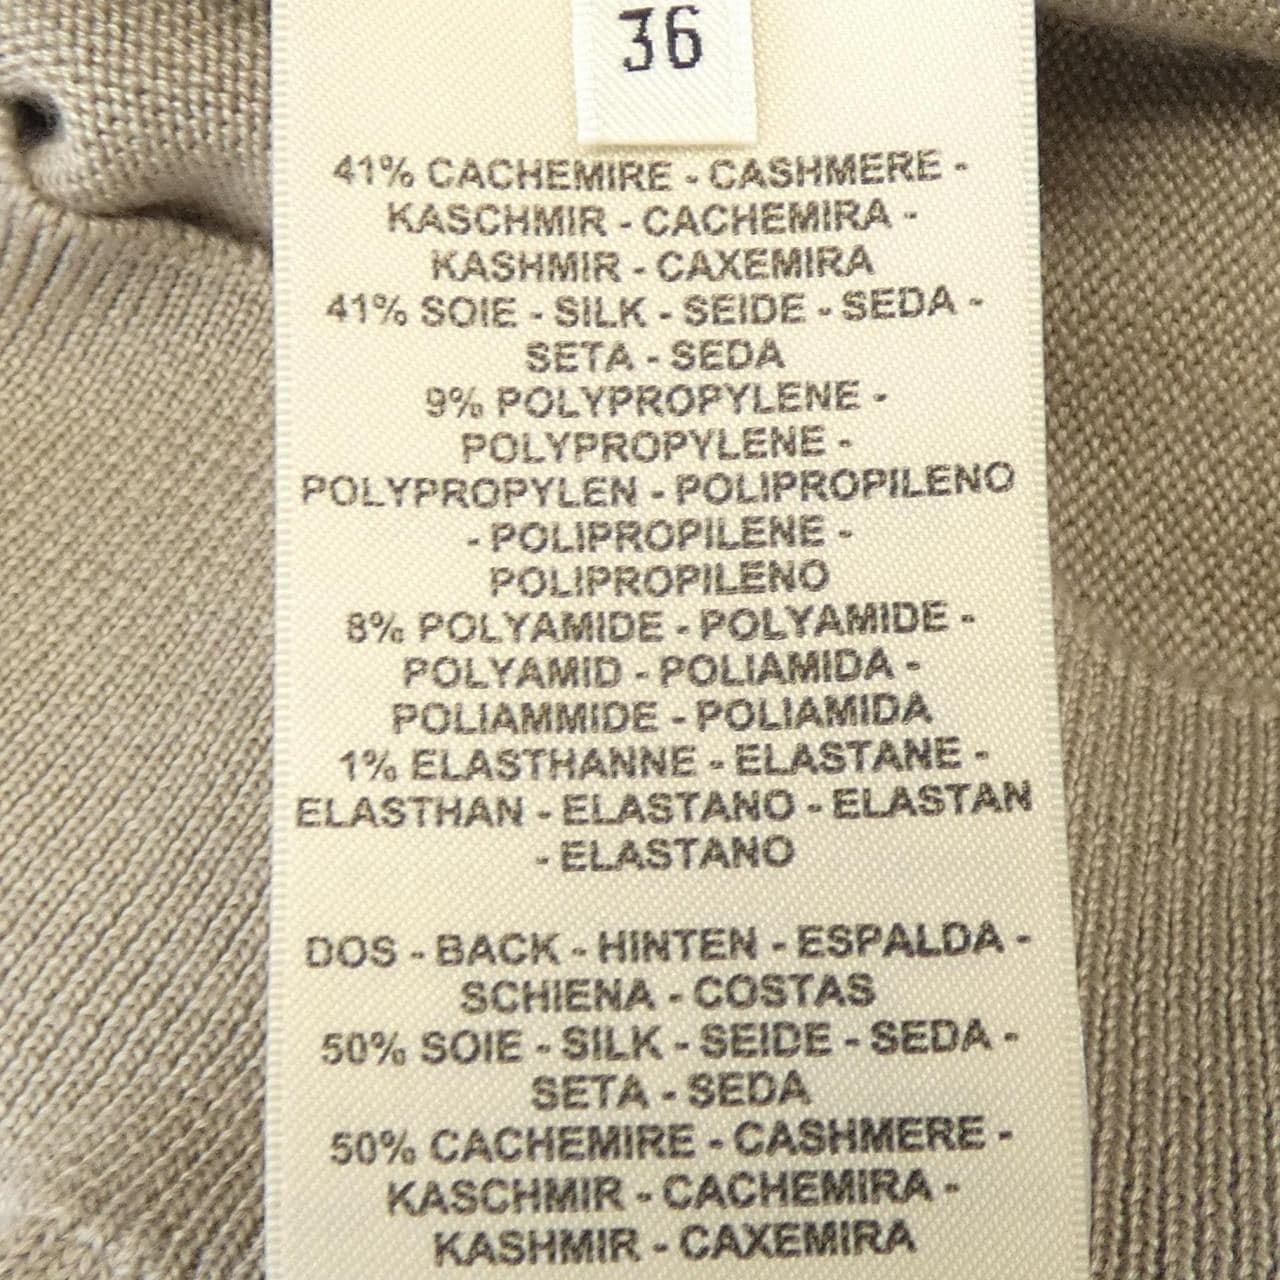 36
41% CACHEMIRE - CASHMERE -
KASCHMIR - CACHEMIRA -
KASHMIR - CAXEMIRA
41% SOIE - SILK - SEIDE - SEDA -
SETA - SEDA
9% POLYPROPYLENE -
POLYPROPYLENE -
POLYPROPYLEN - POLIPROPILENO
- POLIPROPILENE -
POLIPROPILENO
8% POLYAMIDE - POLYAMIDE -
POLYAMID - POLIAMIDA -
POLIAMMIDE - POLIAMIDA
1% ELASTHANNE - ELASTANE -
ELASTHAN - ELASTANO - ELASTAN
- ELASTANO
DOS - BACK - HINTEN - ESPALDA -
SCHIENA - COSTAS
50% SOIE - SILK - SEIDE - SEDA -
SETA - SEDA
50% CACHEMIRE - CASHMERE -
KASCHMIR - CACHEMIRA -
KASHMIR - CAXEMIRA